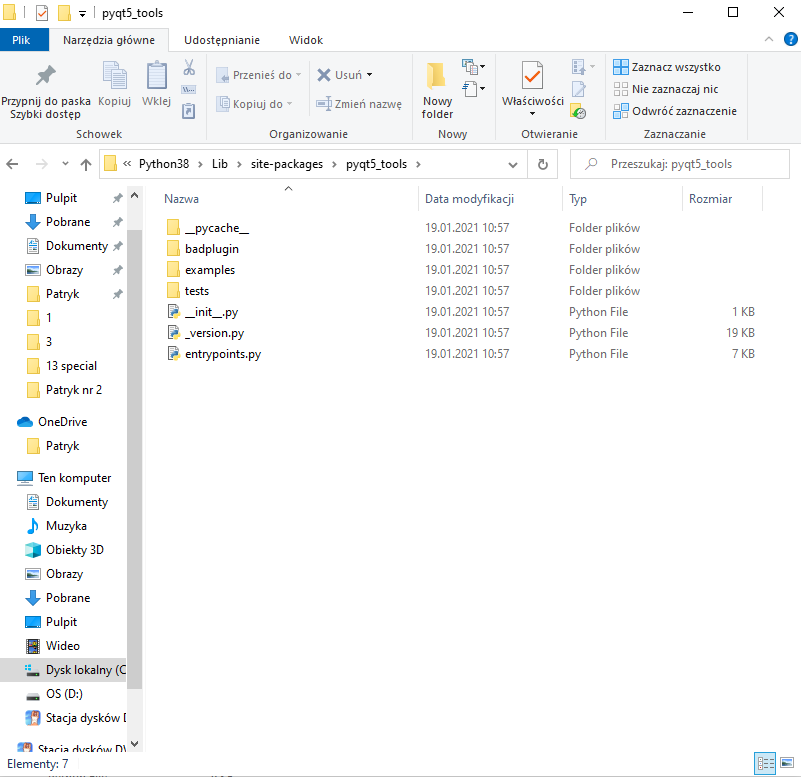 pyqt5_tools
Plik Narzędzia główne Udostępnianie Widok
Przypnij do paska Szybki dostęp
Kopiuj
Wklej
Schowek
Przenieś do
Kopiuj do
Usuń
Zmień nazwę
Organizowanie
Nowy folder
Nowy
Właściwości
Otwieranie
Zaznacz wszystko
Nie zaznaczaj nic
Odwróć zaznaczenie
Zaznaczanie
« Python38 › Lib › site-packages › pyqt5_tools ›
Przeszukaj: pyqt5_tools
Pulpit
Pobrane
Dokumenty
Obrazy
Patryk
1
3
13 special
Patryk nr 2
OneDrive
Patryk
Ten komputer
Dokumenty
Muzyka
Obiekty 3D
Obrazy
Pobrane
Pulpit
Wideo
Dysk lokalny (C
OS (D:)
Stacja dysków D
Stacja dysków DV
Nazwa Data modyfikacji Typ Rozmiar
__pycache__ 19.01.2021 10:57 Folder plików
badplugin 19.01.2021 10:57 Folder plików
examples 19.01.2021 10:57 Folder plików
tests 19.01.2021 10:57 Folder plików
__init__.py 19.01.2021 10:57 Python File 1 KB
_version.py 19.01.2021 10:57 Python File 19 KB
entrypoints.py 19.01.2021 10:57 Python File 7 KB
Elementy: 7